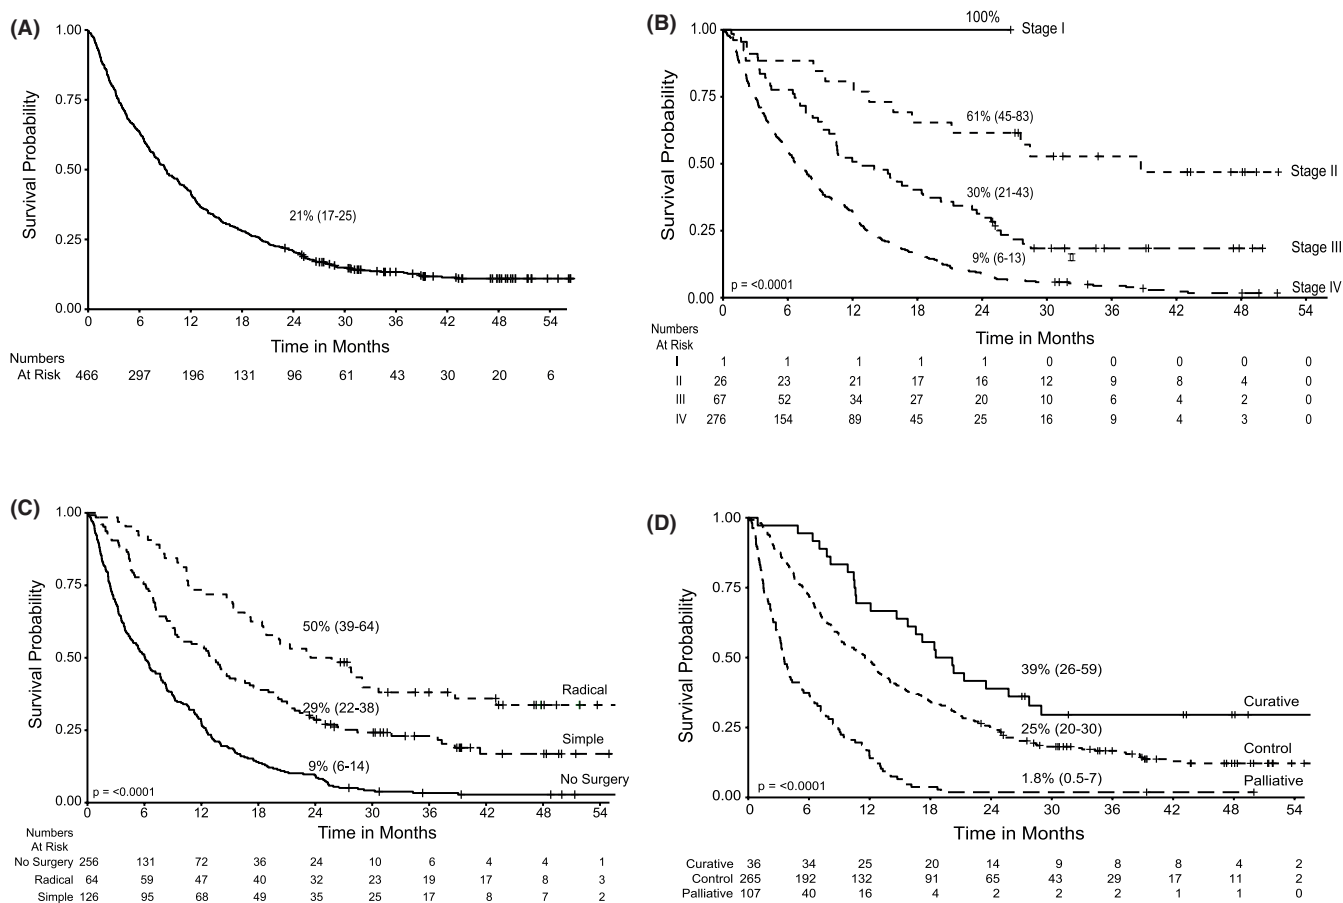 (A)
1.00
0.75
0.50
0.25
0.00
Survival Probability
21% (17-25)
0 6 12 18 24 30 36 42 48 54
Time in Months
Numbers
At Risk 466 297 196 131 96 61 43 30 20 6
(B)
1.00
0.75
0.50
0.25
0.00
Survival Probability
100%
Stage I
61% (45-83)
Stage II
30% (21-43)
Stage III
9% (6-13)
Stage IV
p = <0.0001
0 6 12 18 24 30 36 42 48 54
Time in Months
Numbers
At Risk
I 1 1 1 1 1 0 0 0 0 0
II 26 23 21 17 16 12 9 8 4 0
III 67 52 34 27 20 10 6 4 2 0
IV 276 154 89 45 25 16 9 4 3 0
(C)
1.00
0.75
0.50
0.25
0.00
Survival Probability
50% (39-64)
Radical
29% (22-38)
Simple
9% (6-14)
No Surgery
p = <0.0001
0 6 12 18 24 30 36 42 48 54
Time in Months
Numbers
At Risk
No Surgery 256 131 72 36 24 10 6 4 4 1
Radical 64 59 47 40 32 23 19 17 8 3
Simple 126 95 68 49 35 25 17 8 7 2
(D)
1.00
0.75
0.50
0.25
0.00
Survival Probability
39% (26-59)
Curative
25% (20-30)
Control
1.8% (0.5-7)
Palliative
p = <0.0001
0 6 12 18 24 30 36 42 48 54
Time in Months
Curative 36 34 25 20 14 9 8 8 4 2
Control 265 192 132 91 65 43 29 17 11 2
Palliative 107 40 16 4 2 2 2 1 1 0